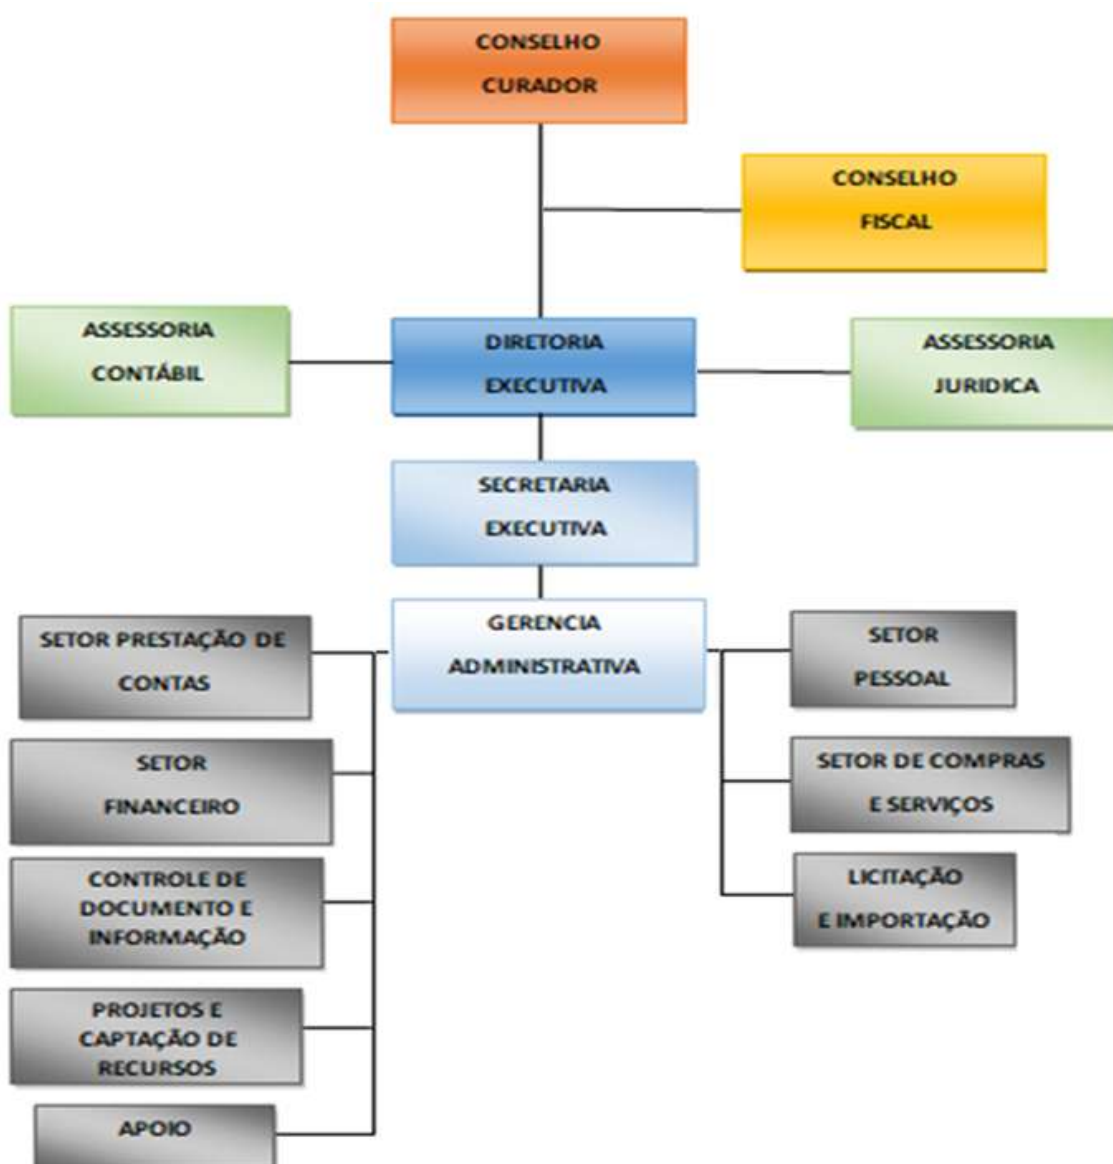 CONSELHO
CURADOR
CONSELHO
FISCAL
ASSESSORIA
CONTÁBIL
DIRETORIA
EXECUTIVA
ASSESSORIA
JURIDICA
SECRETARIA
EXECUTIVA
GERENCIA
ADMINISTRATIVA
SETOR PRESTAÇÃO DE
CONTAS
SETOR
FINANCEIRO
CONTROLE DE
DOCUMENTO E
INFORMAÇÃO
PROJETOS E
CAPTAÇÃO DE
RECURSOS
APOIO
SETOR
PESSOAL
SETOR DE COMPRAS
E SERVIÇOS
LICITAÇÃO
E IMPORTAÇÃO